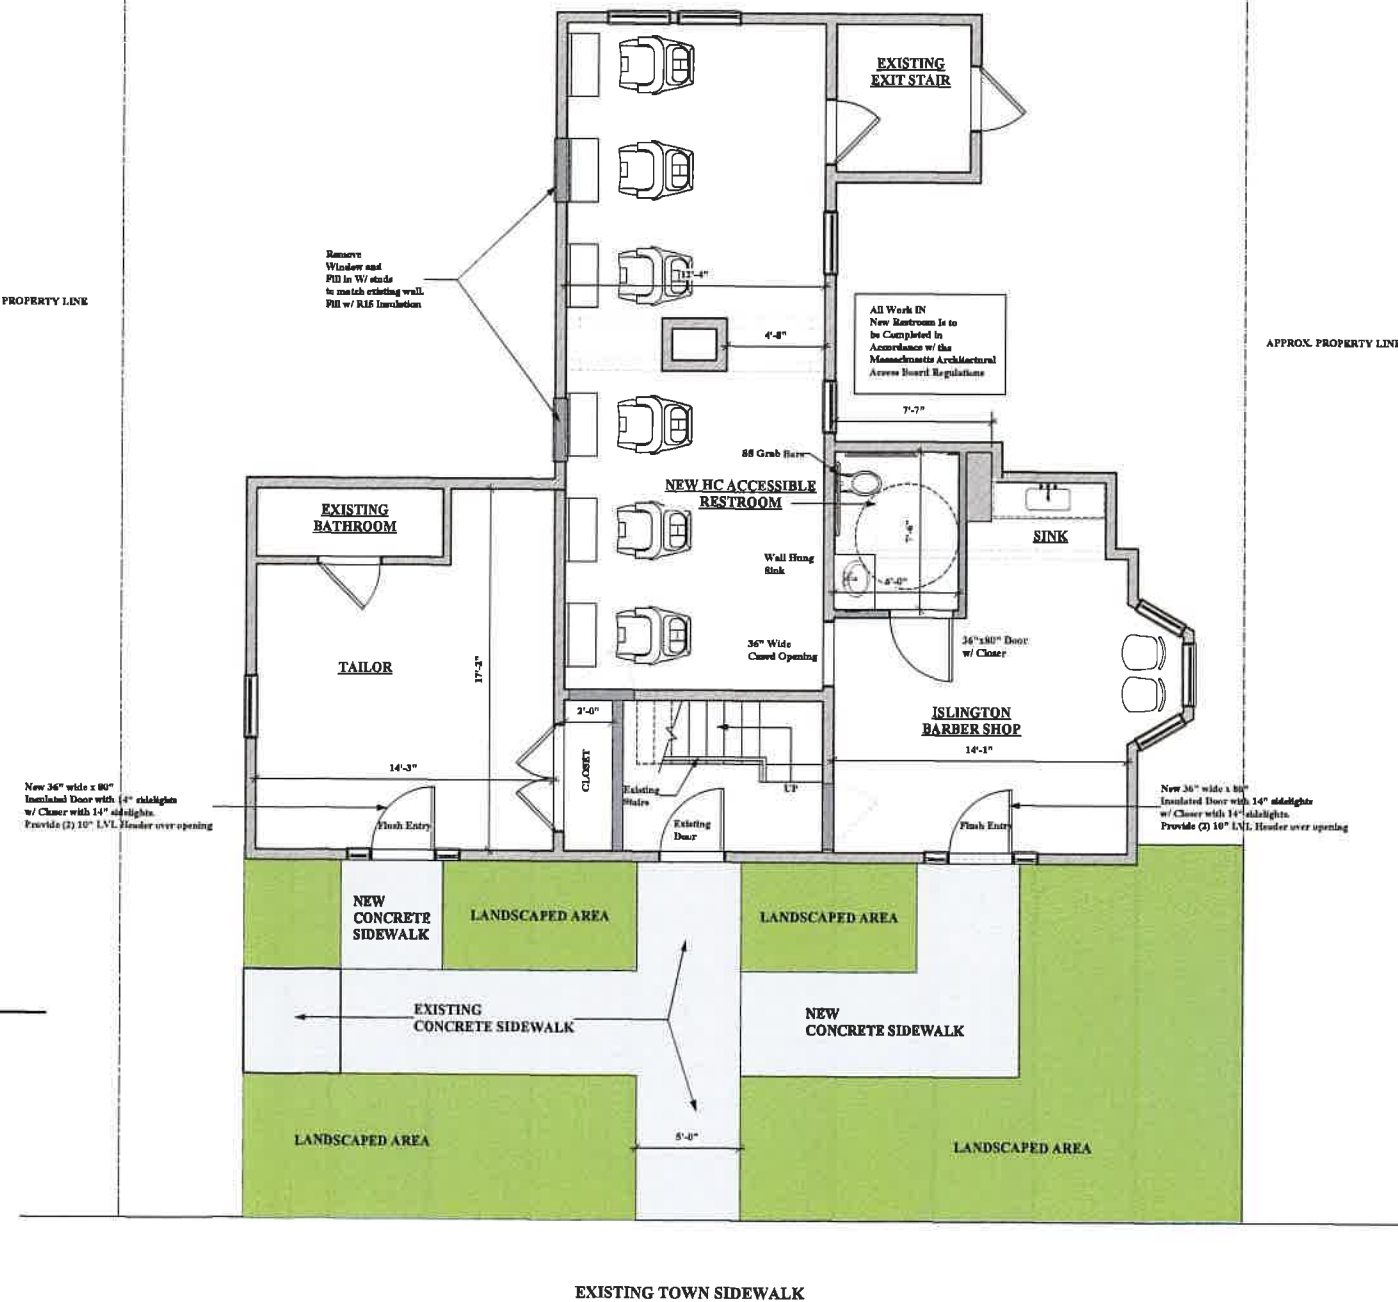 EXISTING
EXIT STAIR
Remove
Window and
Fill in W/ studs
to match existing wall.
Fill w/ R15 Insulation
PROPERTY LINE
12'-4"
4'-8"
All Work IN
New Restroom Is to
be Completed in
Accordance w/ the
Massachusetts Architectural
Access Board Regulations
APPROX. PROPERTY LINE
7'-7"
SS Grab Bars
NEW HC ACCESSIBLE
RESTROOM
EXISTING
BATHROOM
7'-6"
SINK
Wall Hung
Sink
6'-0"
36" Wide
Cased Opening
36"x80" Door
w/ Closer
TAILOR
17'-2"
ISLINGTON
BARBER SHOP
14'-1"
2'-0"
CLOSET
14'-3"
Existing
Stairs
UP
New 36" wide x 80"
Insulated Door with 14" sidelights
w/ Closer with 14" sidelights.
Provide (2) 10" LVL Header over opening
Flush Entry
Existing
Door
Flush Entry
New 36" wide x 80"
Insulated Door with 14" sidelights
w/ Closer with 14" sidelights.
Provide (2) 10" LVL Header over opening
NEW
CONCRETE
SIDEWALK
LANDSCAPED AREA
LANDSCAPED AREA
EXISTING
CONCRETE SIDEWALK
NEW
CONCRETE SIDEWALK
LANDSCAPED AREA
5'-0"
LANDSCAPED AREA
EXISTING TOWN SIDEWALK